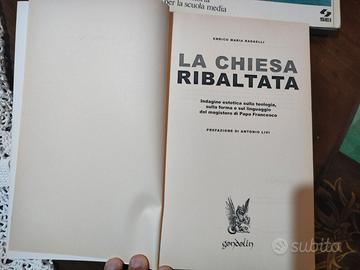 per la scuola media
SEI
ENRICO MARIA RADAELLI
LA CHIESA
RIBALTATA
Indagine estetica sulla teologia,
sulla forma e sul linguaggio
del magistero di Papa Francesco
PREFAZIONE DI ANTONIO LIVI
gondolin
subito